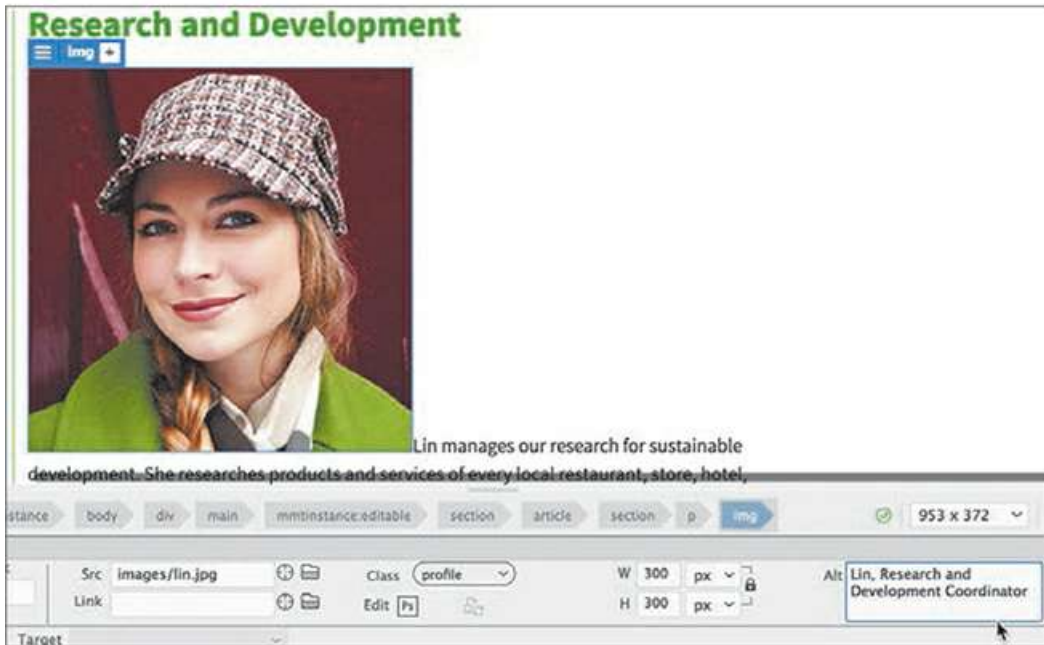 Research and Development
img +
Lin manages our research for sustainable
development. She researches products and services of every local restaurant, store, hotel,
stance body div main mmtinstance:editable section article section p img 953 x 372
Src images/lin.jpg Class profile W 300 px Alt Lin, Research and
Development Coordinator
Link Edit Ps H 300 px
Target